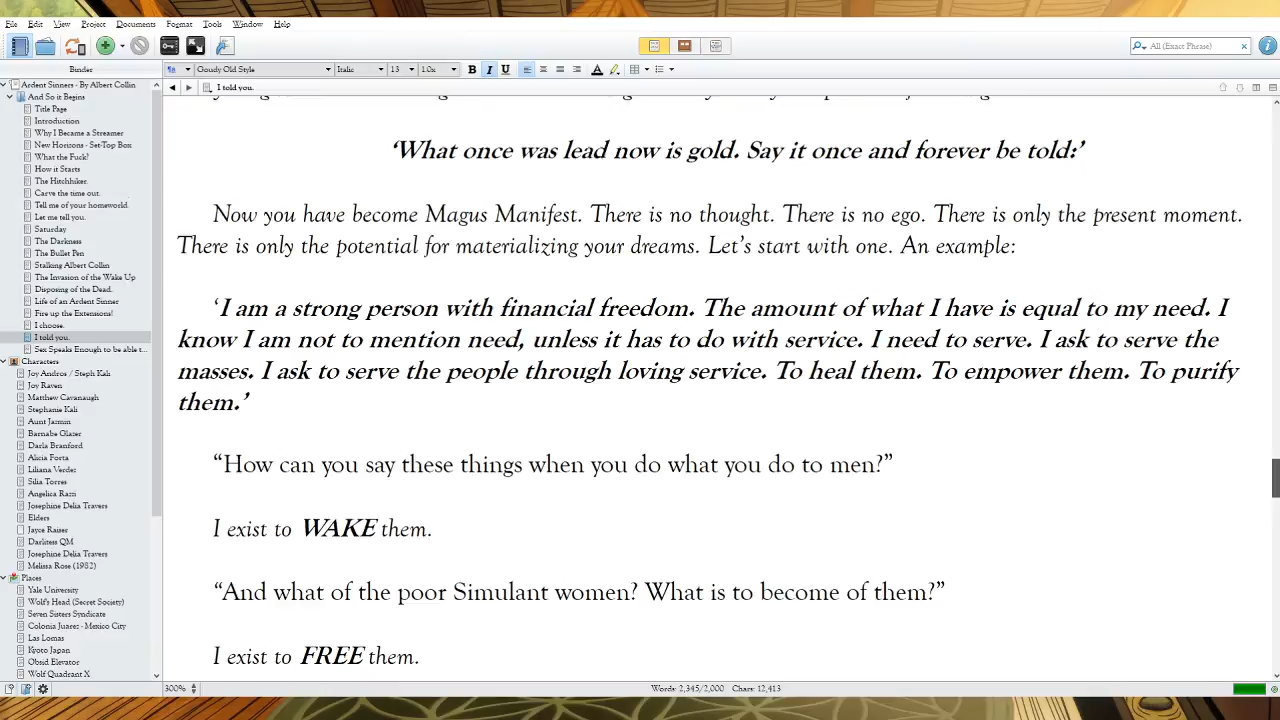 File Edit View Project Documents Format Tools Window Help
All (Exact Phrase)
Binder
Goudy Old Style Italic 13 1.0x B I U
I told you.
Ardent Sinners - By Albert Collin
And So it Begins
Title Page
Introduction
Why I Became a Streamer
New Horizons - Set-Top Box
What the Fuck?
How it Starts
The Hitchhiker.
Carve the time out.
Tell me of your homeworld.
Let me tell you.
Saturday
The Darkness
The Bullet Pen
Stalking Albert Collin
The Invasion of the Wake Up
Disposing of the Dead.
Life of an Ardent Sinner
Fire up the Extensions!
I choose.
I told you.
Sex Speaks Enough to be able t...
Characters
Joy Andros / Steph Kali
Joy Raven
Matthew Cavanaugh
Stephanie Kali
Aunt Jazmin
Barnabe Glazer
Darla Branford
Alicia Forta
Liliana Verdez
Silia Torres
Angelica Razn
Josephine Delia Travers
Elders
Jayce Raiser
Darlitess QM
Josephine Delia Travers
Melissa Rose (1982)
Places
Yale University
Wolf's Head (Secret Society)
Seven Sisters Syndicate
Colonia Juarez - Mexico City
Las Lomas
Kyoto Japan
Obsid Elevator
Wolf Quadrant X
‘What once was lead now is gold. Say it once and forever be told:’
Now you have become Magus Manifest. There is no thought. There is no ego. There is only the present moment.
There is only the potential for materializing your dreams. Let’s start with one. An example:
‘I am a strong person with financial freedom. The amount of what I have is equal to my need. I
know I am not to mention need, unless it has to do with service. I need to serve. I ask to serve the
masses. I ask to serve the people through loving service. To heal them. To empower them. To purify
them.’
“How can you say these things when you do what you do to men?”
I exist to WAKE them.
“And what of the poor Simulant women? What is to become of them?”
I exist to FREE them.
300% Words: 2,345/2,000 Chars: 12,413